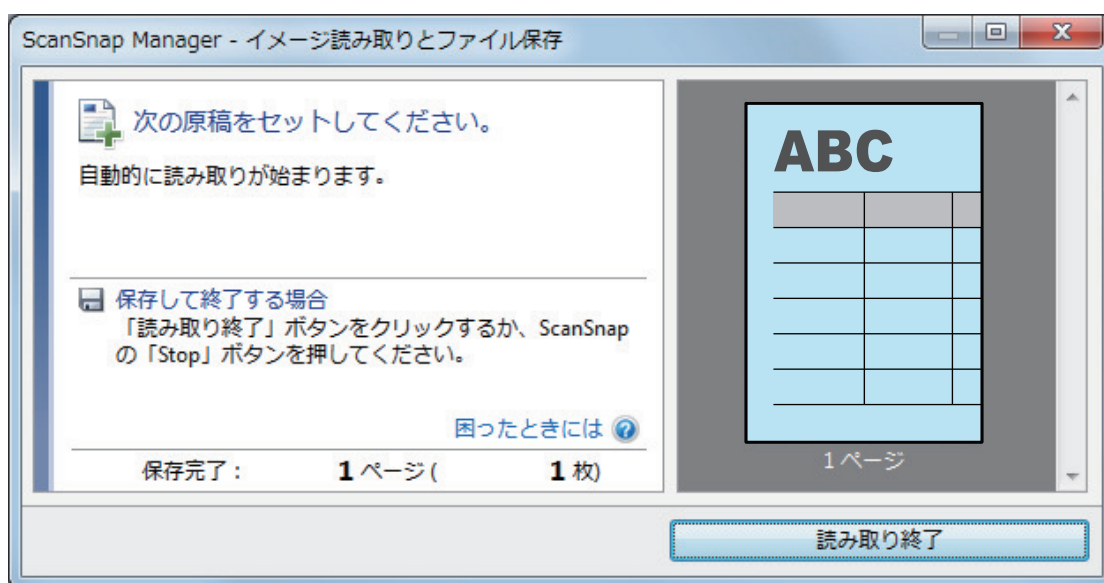 ScanSnap Manager - イメージ読み取りとファイル保存
次の原稿をセットしてください。
自動的に読み取りが始まります。
保存して終了する場合
「読み取り終了」ボタンをクリックするか、ScanSnap
の「Stop」ボタンを押してください。
困ったときには
保存完了： 1 ページ ( 1 枚)
ABC
1 ページ
読み取り終了